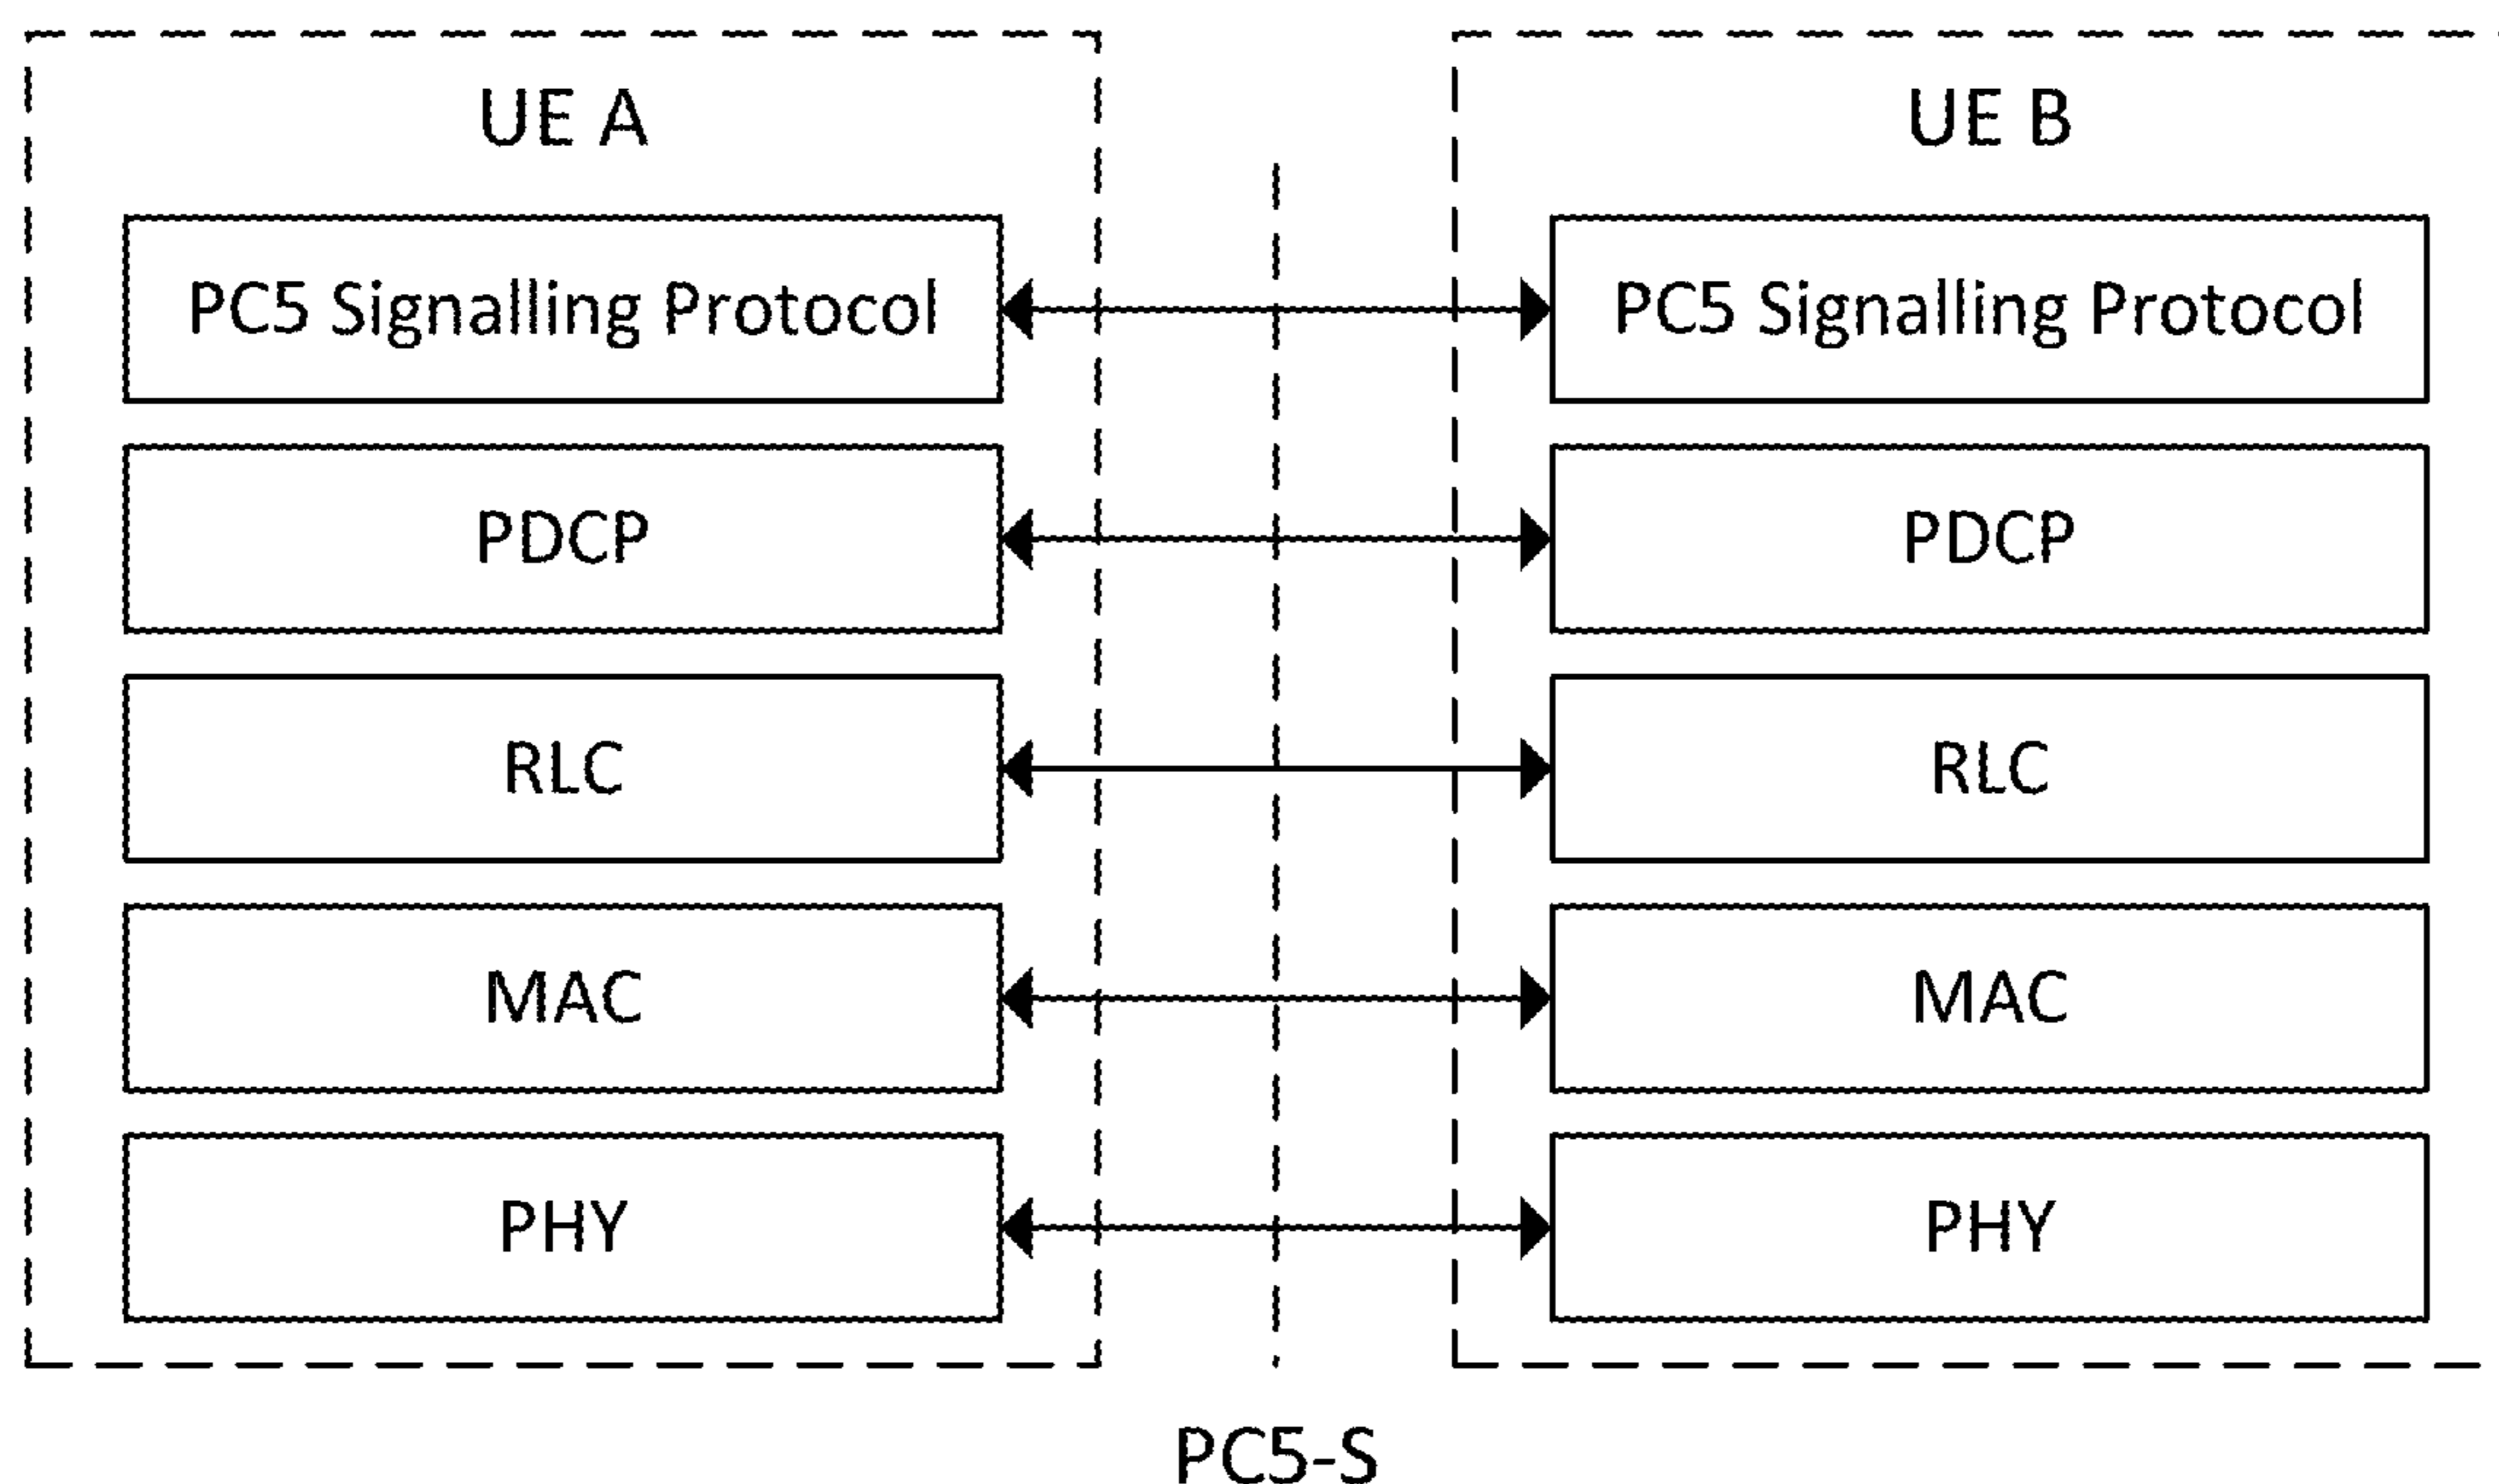 UE A
UE B
PC5 Signalling Protocol
PC5 Signalling Protocol
PDCP
PDCP
RLC
RLC
MAC
MAC
PHY
PHY
PC5-S